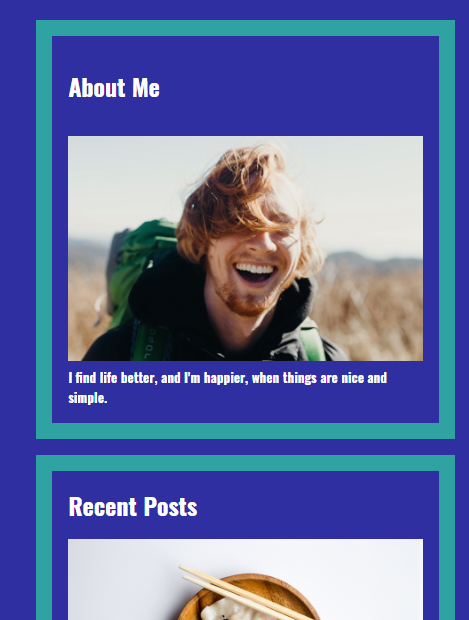 About Me
I find life better, and I'm happier, when things are nice and
simple.
Recent Posts